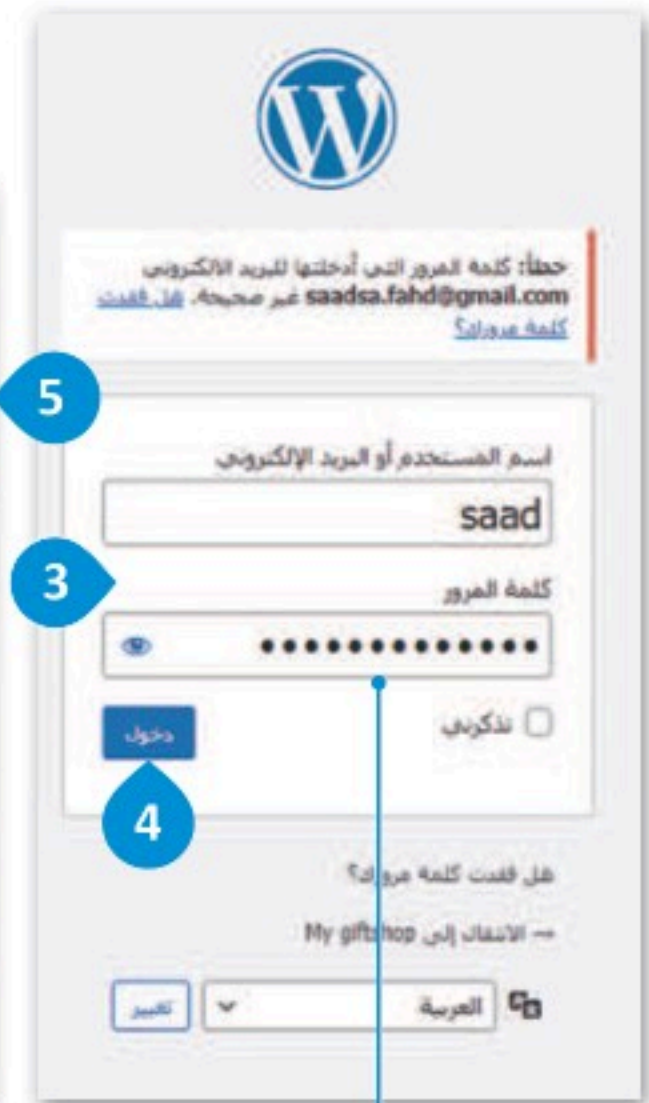 خطأ: كلمة المرور التي أدخلتها للبريد الالكتروني
saadsa.fahd@gmail.com غير صحيحة. هل فقدت
كلمة مرورك؟
5
اسم المستخدم أو البريد الإلكتروني
saad
3
كلمة المرور
•••••••••••••
تذكرني
دخول
4
هل فقدت كلمة مرورك؟
→ الانتقال إلى My giftshop
العربية
تغيير